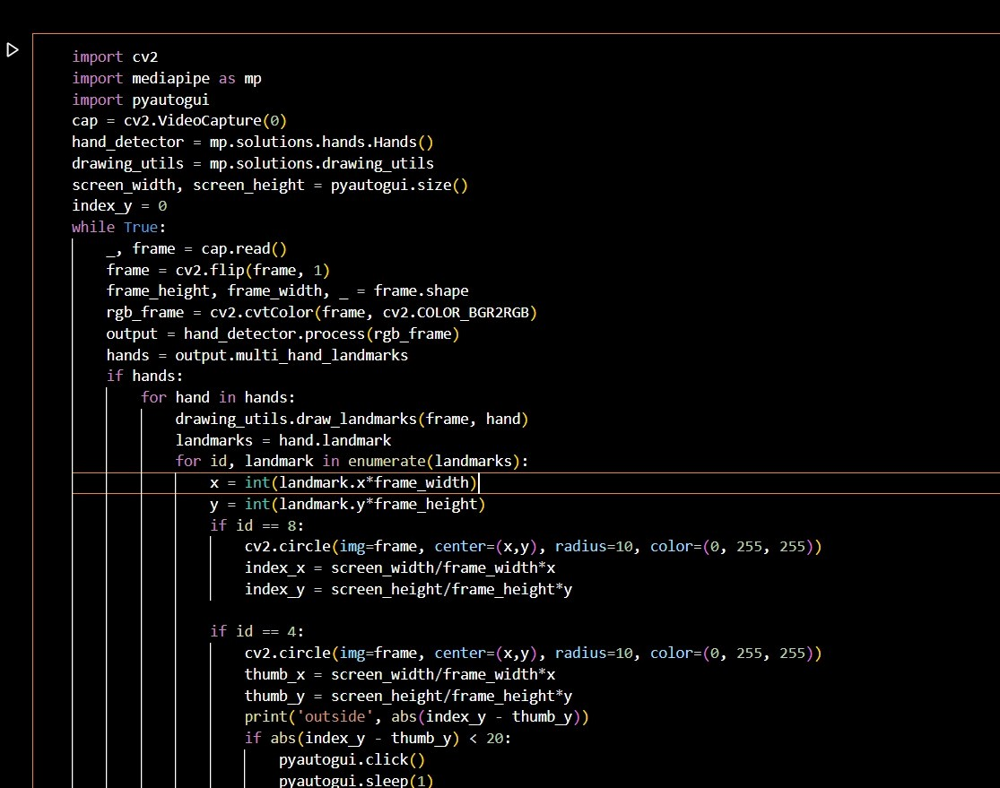 import cv2
import mediapipe as mp
import pyautogui
cap = cv2.VideoCapture(0)
hand_detector = mp.solutions.hands.Hands()
drawing_utils = mp.solutions.drawing_utils
screen_width, screen_height = pyautogui.size()
index_y = 0
while True:
    _, frame = cap.read()
    frame = cv2.flip(frame, 1)
    frame_height, frame_width, _ = frame.shape
    rgb_frame = cv2.cvtColor(frame, cv2.COLOR_BGR2RGB)
    output = hand_detector.process(rgb_frame)
    hands = output.multi_hand_landmarks
    if hands:
        for hand in hands:
            drawing_utils.draw_landmarks(frame, hand)
            landmarks = hand.landmark
            for id, landmark in enumerate(landmarks):
                x = int(landmark.x*frame_width)
                y = int(landmark.y*frame_height)
                if id == 8:
                    cv2.circle(img=frame, center=(x,y), radius=10, color=(0, 255, 255))
                    index_x = screen_width/frame_width*x
                    index_y = screen_height/frame_height*y

                if id == 4:
                    cv2.circle(img=frame, center=(x,y), radius=10, color=(0, 255, 255))
                    thumb_x = screen_width/frame_width*x
                    thumb_y = screen_height/frame_height*y
                    print('outside', abs(index_y - thumb_y))
                    if abs(index_y - thumb_y) < 20:
                        pyautogui.click()
                        pyautogui.sleep(1)